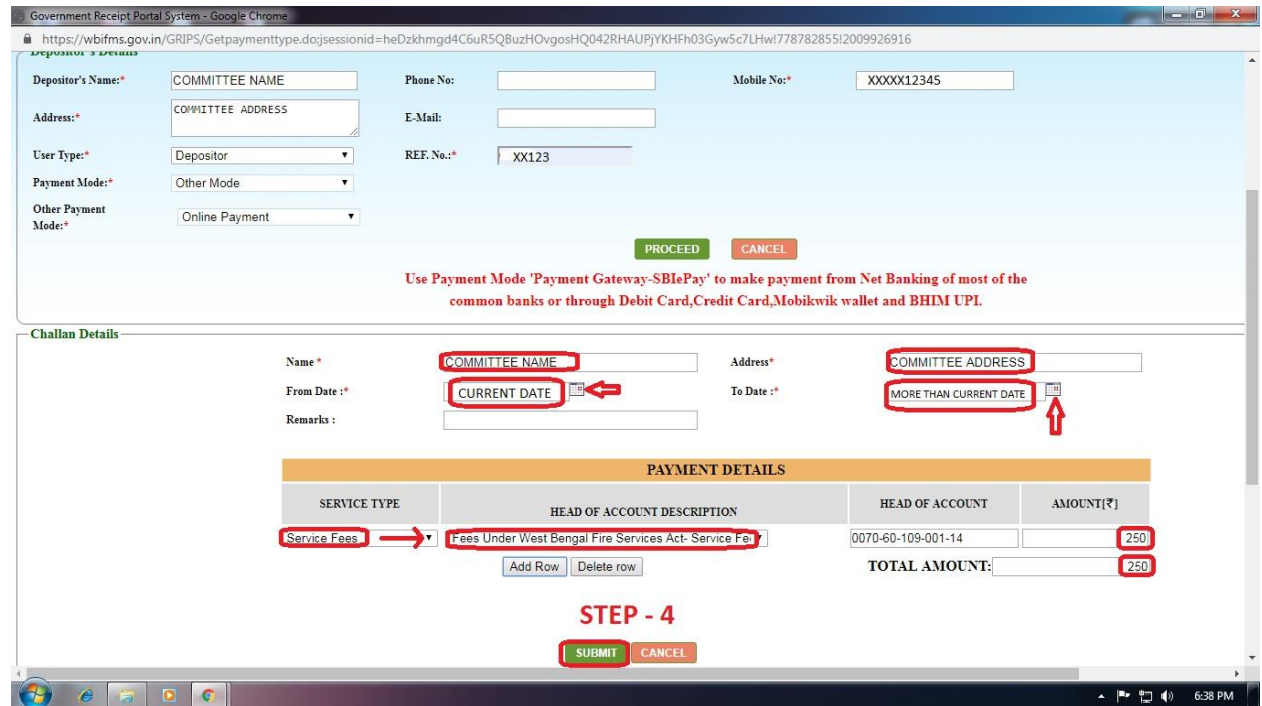 Government Receipt Portal System - Google Chrome
https://wbifms.gov.in/GRIPS/Getpaymenttype.do;jsessionid=heDzkhmgd4C6uR5QBuzHOvgosHQ042RHAUPjYKHFh03Gyw5c7LHw!778782855!2009926916
Depositor's Details
Depositor's Name:* COMMITTEE NAME Phone No: Mobile No:* XXXXX12345
Address:* COMMITTEE ADDRESS E-Mail:
User Type:* Depositor REF. No.:* XX123
Payment Mode:* Other Mode
Other Payment
Mode:* Online Payment
PROCEED CANCEL
Use Payment Mode 'Payment Gateway-SBIePay' to make payment from Net Banking of most of the
common banks or through Debit Card,Credit Card,Mobikwik wallet and BHIM UPI.
Challan Details
Name * COMMITTEE NAME Address* COMMITTEE ADDRESS
From Date :* CURRENT DATE To Date :* MORE THAN CURRENT DATE
Remarks :
PAYMENT DETAILS
SERVICE TYPE HEAD OF ACCOUNT DESCRIPTION HEAD OF ACCOUNT AMOUNT[₹]
Service Fees Fees Under West Bengal Fire Services Act- Service Fe 0070-60-109-001-14 250
Add Row Delete row TOTAL AMOUNT: 250
STEP - 4
SUBMIT CANCEL
6:38 PM